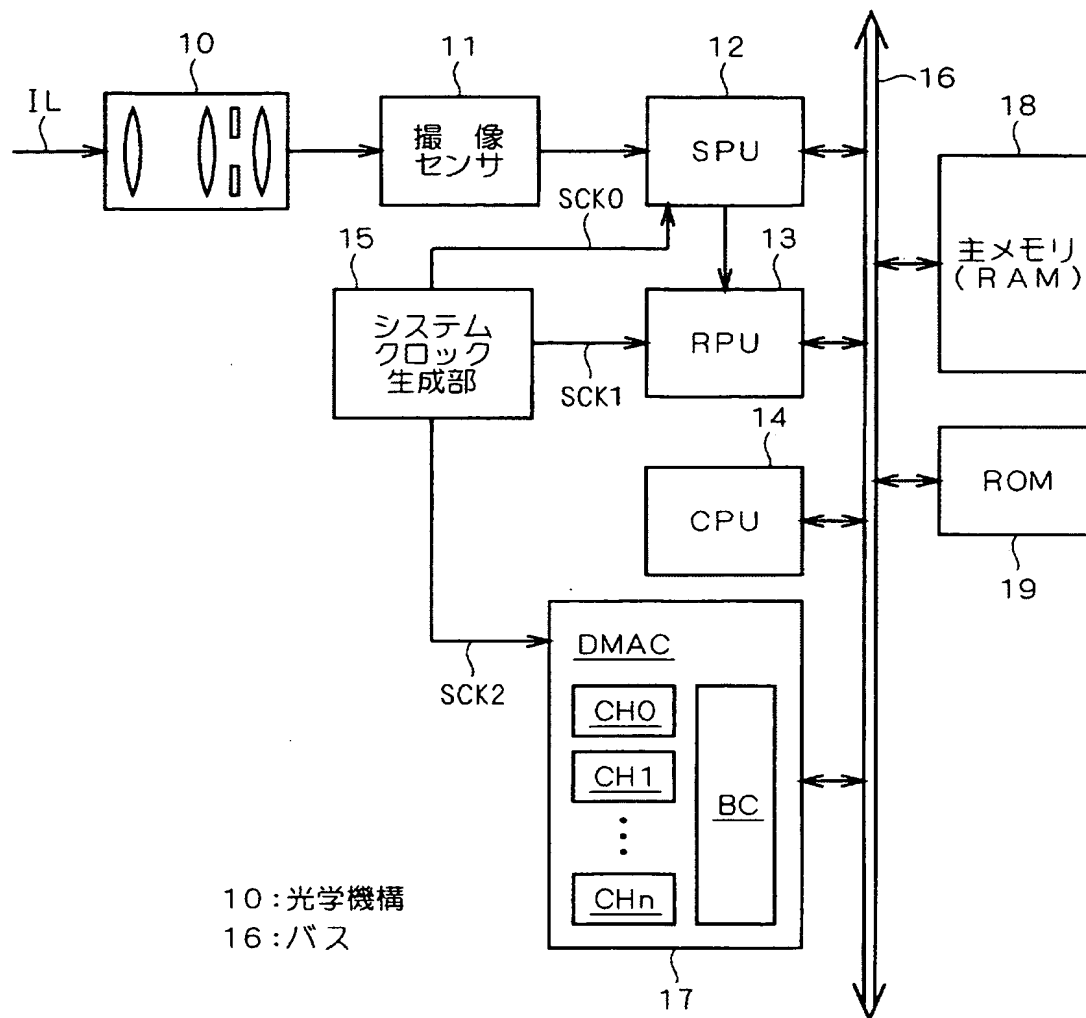 10
11
12
16
IL
撮像
センサ
SPU
18
主メモリ
(RAM)
SCK0
15
13
システム
クロック
生成部
RPU
SCK1
14
CPU
ROM
19
SCK2
DMAC
CH0
CH1
BC
CHn
10:光学機構
16:バス
17